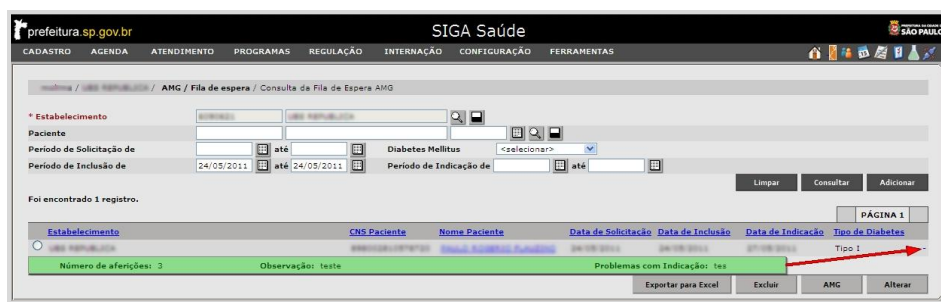 prefeitura.sp.gov.br SIGA Saúde SÃO PAULO
CADASTRO AGENDA ATENDIMENTO PROGRAMAS REGULAÇÃO INTERNAÇÃO CONFIGURAÇÃO FERRAMENTAS
/ / AMG / Fila de espera / Consulta da Fila de Espera AMG
* Estabelecimento
Paciente
Período de Solicitação de até Diabetes Mellitus <selecionar>
Período de Inclusão de 24/05/2011 até 24/05/2011 Período de Indicação de até
Limpar Consultar Adicionar
Foi encontrado 1 registro.
PÁGINA 1
Estabelecimento CNS Paciente Nome Paciente Data de Solicitação Data de Inclusão Data de Indicação Tipo de Diabetes
Tipo I -
Número de aferições: 3 Observação: teste Problemas com Indicação: tes
Exportar para Excel Excluir AMG Alterar